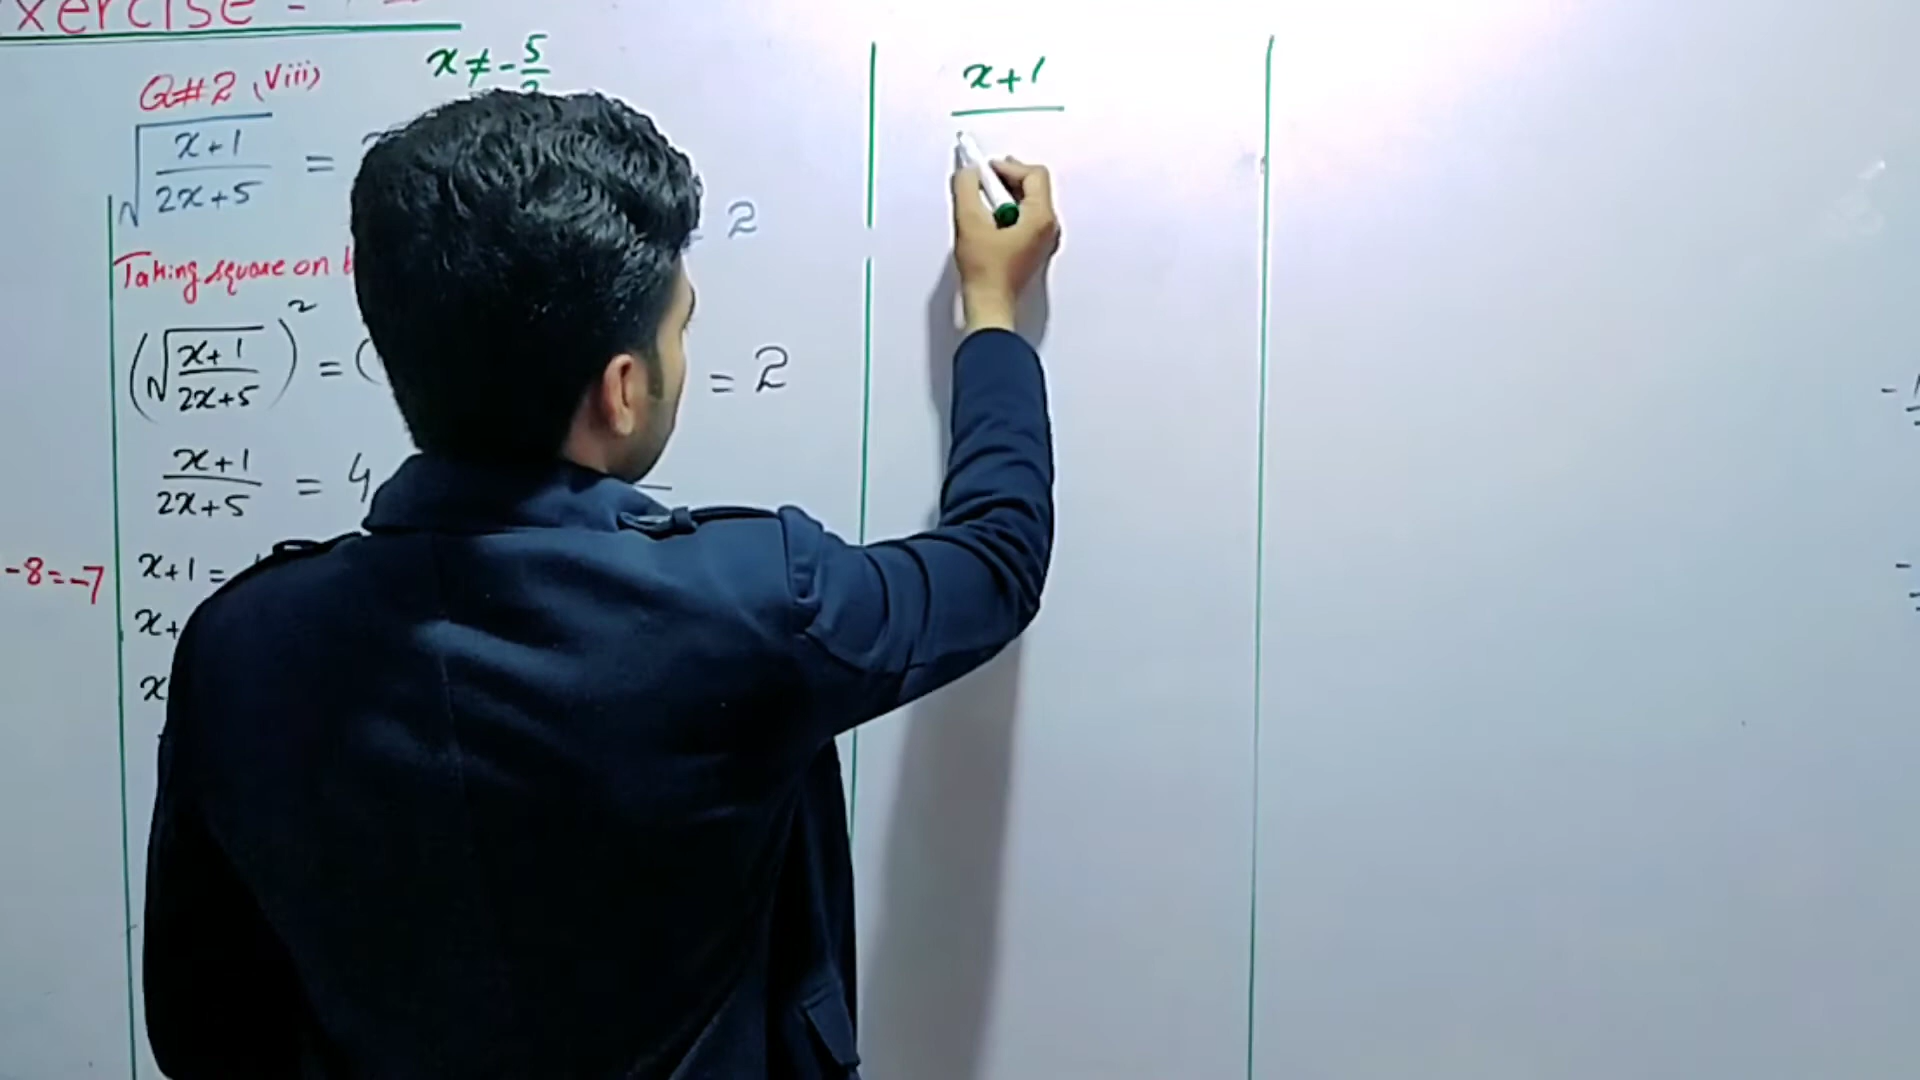 xercise -
Q#2 (viii)
x ≠ -5/
√(x+1/2x+5) =
2
Taking square on
(√(x+1/2x+5))² = (
= 2
x+1/2x+5 = 4
-8=-7
x+1 =
x+
x
x+1